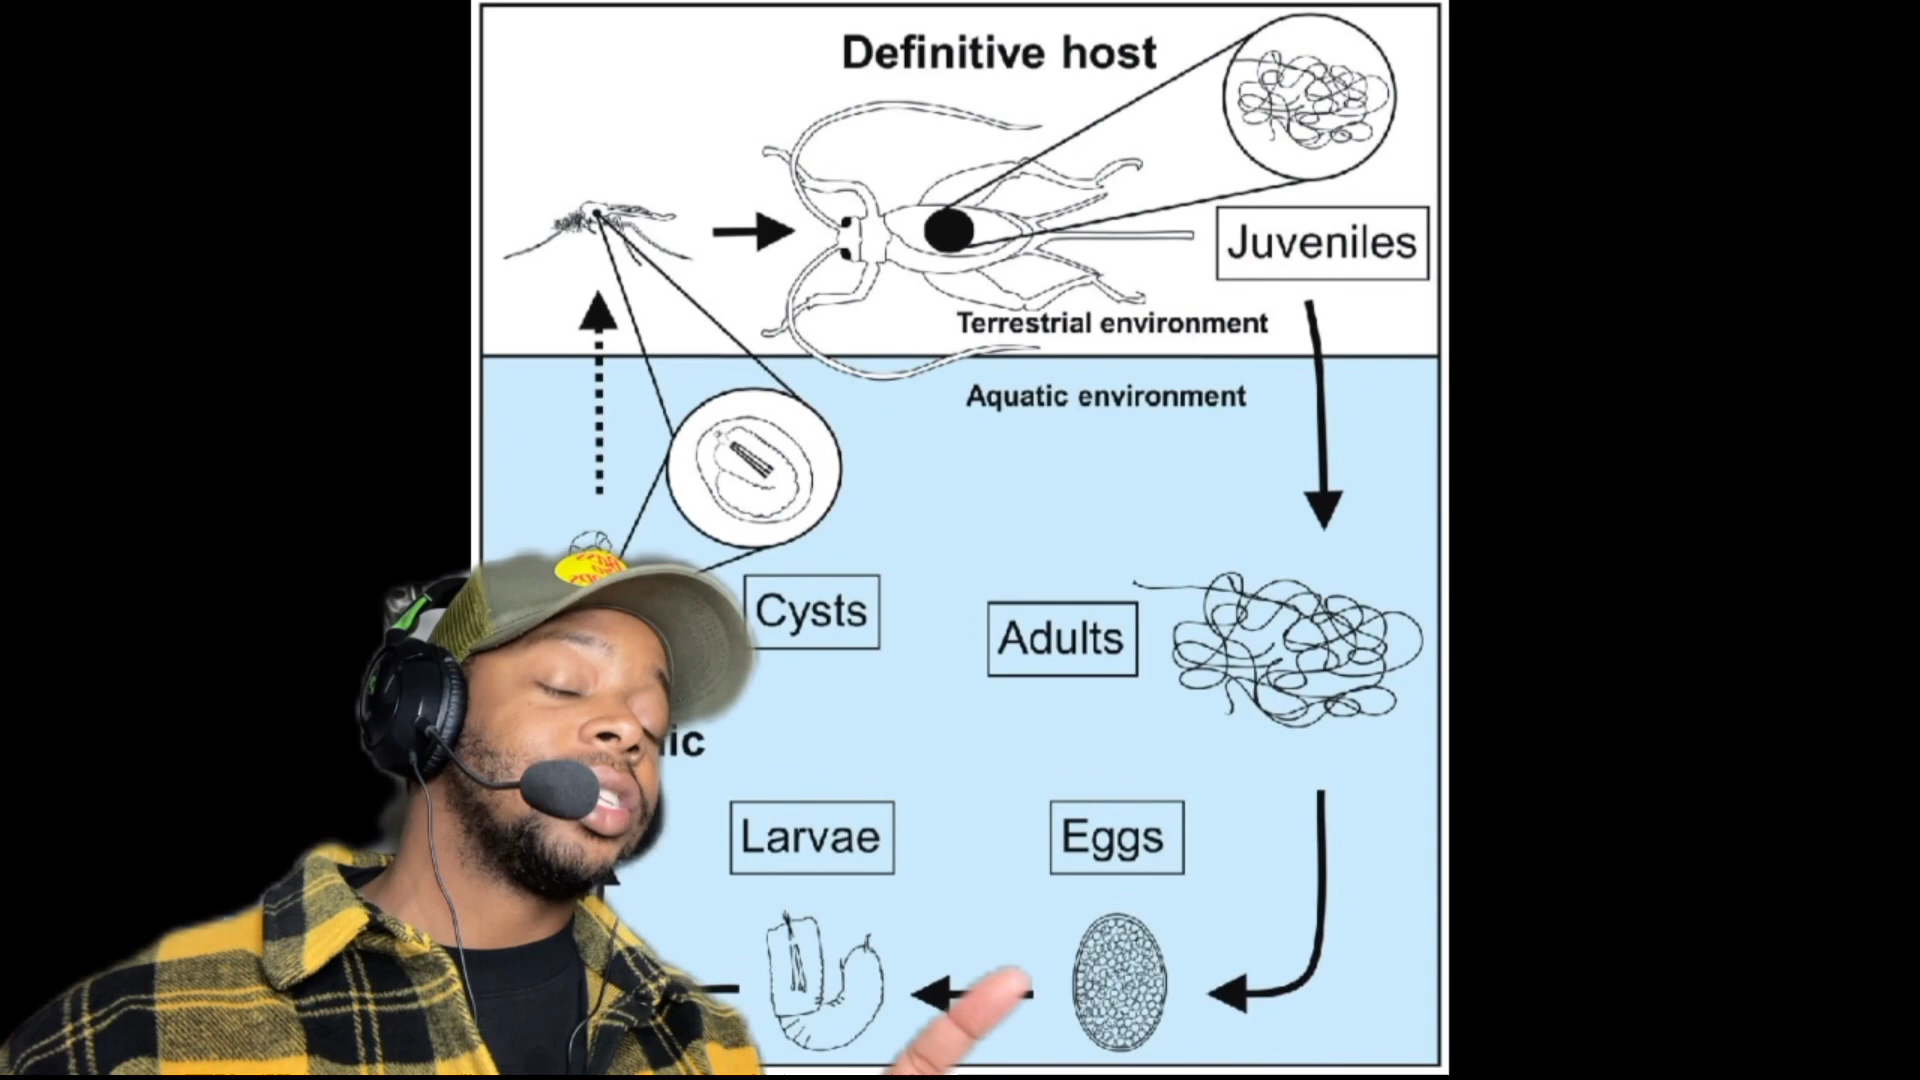 Definitive host
Juveniles
Terrestrial environment
Aquatic environment
Cysts
Adults
Larvae
Eggs